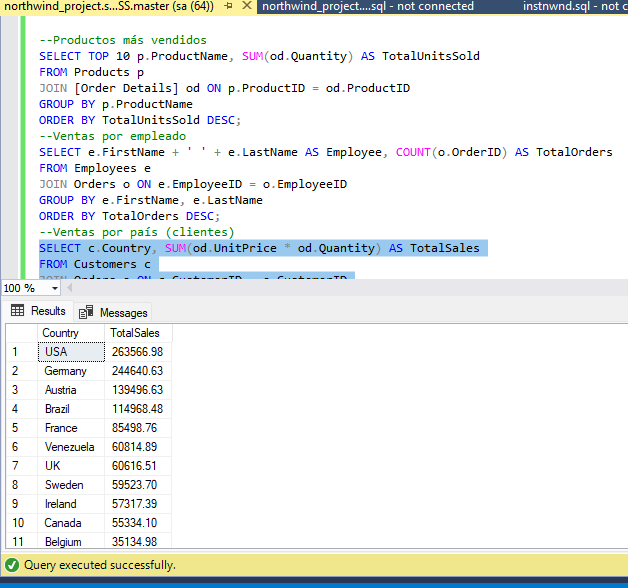 northwind_project.s...SS.master (sa (64)) northwind_project....sql - not connected instnwnd.sql - not c
--Productos más vendidos
SELECT TOP 10 p.ProductName, SUM(od.Quantity) AS TotalUnitsSold
FROM Products p
JOIN [Order Details] od ON p.ProductID = od.ProductID
GROUP BY p.ProductName
ORDER BY TotalUnitsSold DESC;
--Ventas por empleado
SELECT e.FirstName + ' ' + e.LastName AS Employee, COUNT(o.OrderID) AS TotalOrders
FROM Employees e
JOIN Orders o ON e.EmployeeID = o.EmployeeID
GROUP BY e.FirstName, e.LastName
ORDER BY TotalOrders DESC;
--Ventas por país (clientes)
SELECT c.Country, SUM(od.UnitPrice * od.Quantity) AS TotalSales
FROM Customers c
JOIN Orders o ON c.CustomerID = o.CustomerID
100 %
Results Messages
Country TotalSales
1 USA 263566.98
2 Germany 244640.63
3 Austria 139496.63
4 Brazil 114968.48
5 France 85498.76
6 Venezuela 60814.89
7 UK 60616.51
8 Sweden 59523.70
9 Ireland 57317.39
10 Canada 55334.10
11 Belgium 35134.98
Query executed successfully.